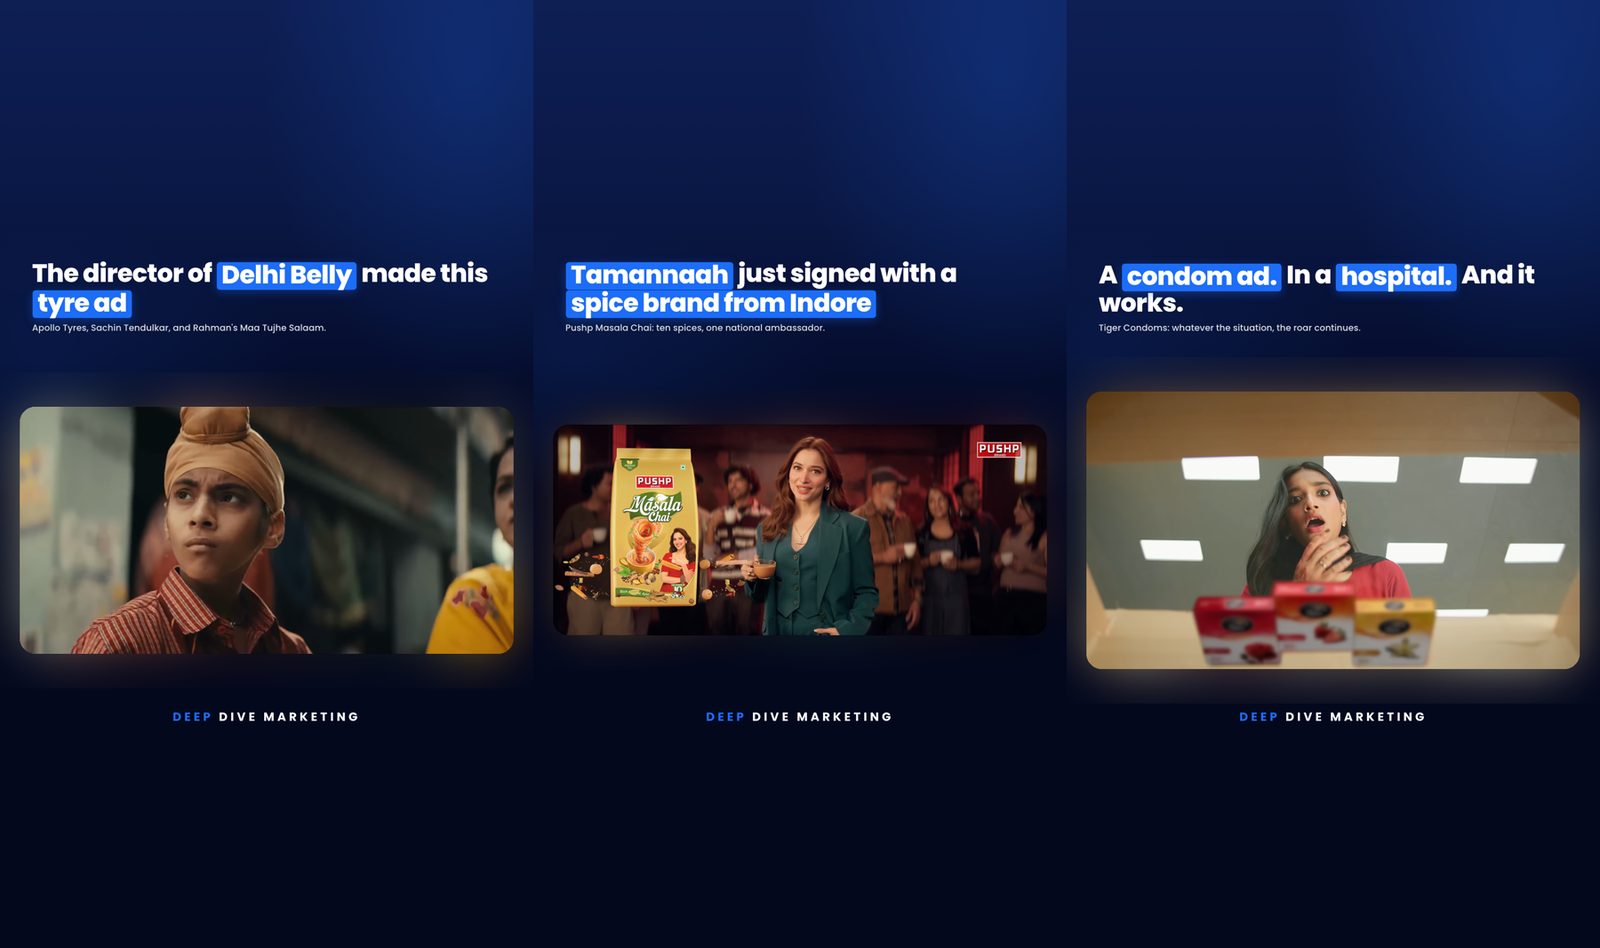 The director of Delhi Belly made this
tyre ad
Apollo Tyres, Sachin Tendulkar, and Rahman's Maa Tujhe Salaam.
DEEP DIVE MARKETING
Tamannaah just signed with a
spice brand from Indore
Pushp Masala Chai: ten spices, one national ambassador.
PUSHP
PUSHP
Masala
Chai
DEEP DIVE MARKETING
A condom ad. In a hospital. And it
works.
Tiger Condoms: whatever the situation, the roar continues.
DEEP DIVE MARKETING